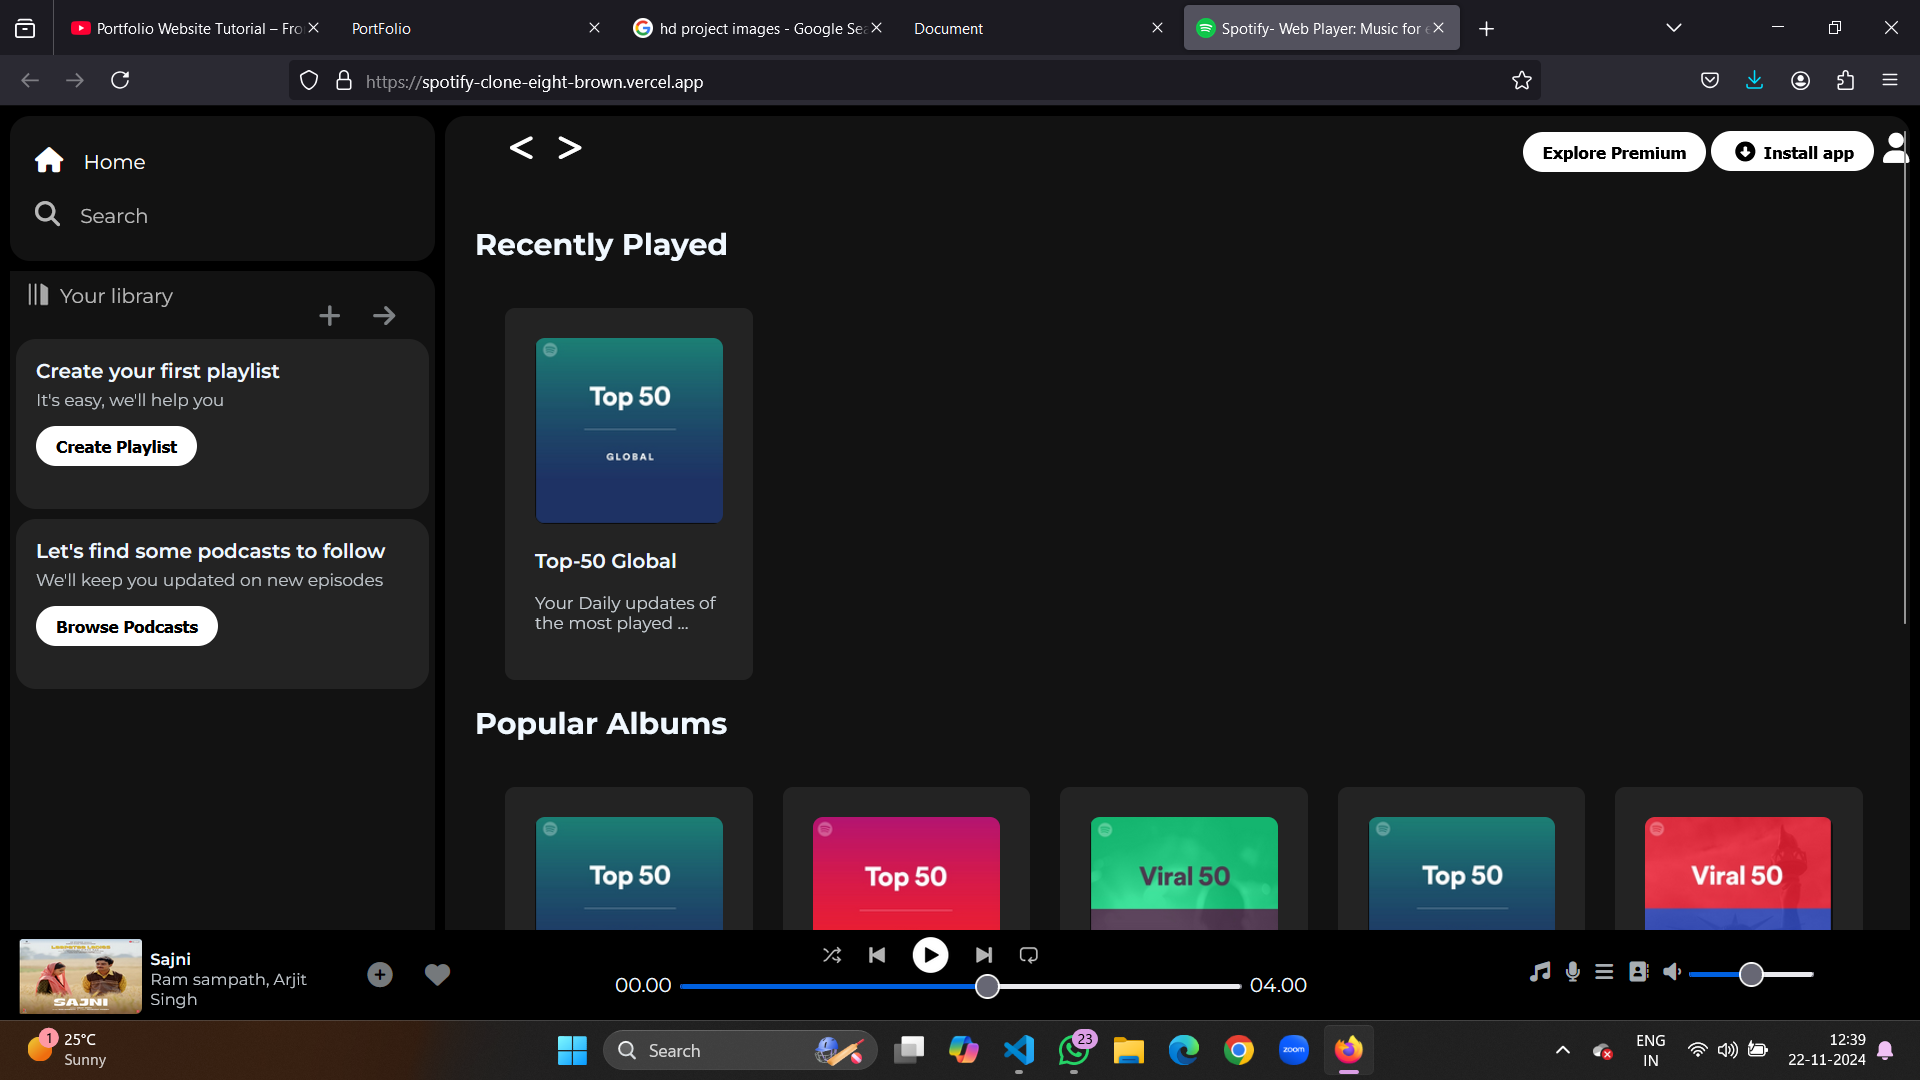 Portfolio Website Tutorial – Fro
PortFolio
hd project images - Google Sea
Document
Spotify- Web Player: Music for e
https://spotify-clone-eight-brown.vercel.app
Home
Search
Your library
Create your first playlist
It's easy, we'll help you
Create Playlist
Let's find some podcasts to follow
We'll keep you updated on new episodes
Browse Podcasts
< >
Explore Premium
Install app
Recently Played
Top 50
GLOBAL
Top-50 Global
Your Daily updates of
the most played ...
Popular Albums
Top 50
Top 50
Viral 50
Top 50
Viral 50
SAJNI
Sajni
Ram sampath, Arjit
Singh
00.00
04.00
1
25°C
Sunny
Search
23
zoom
ENG
IN
12:39
22-11-2024